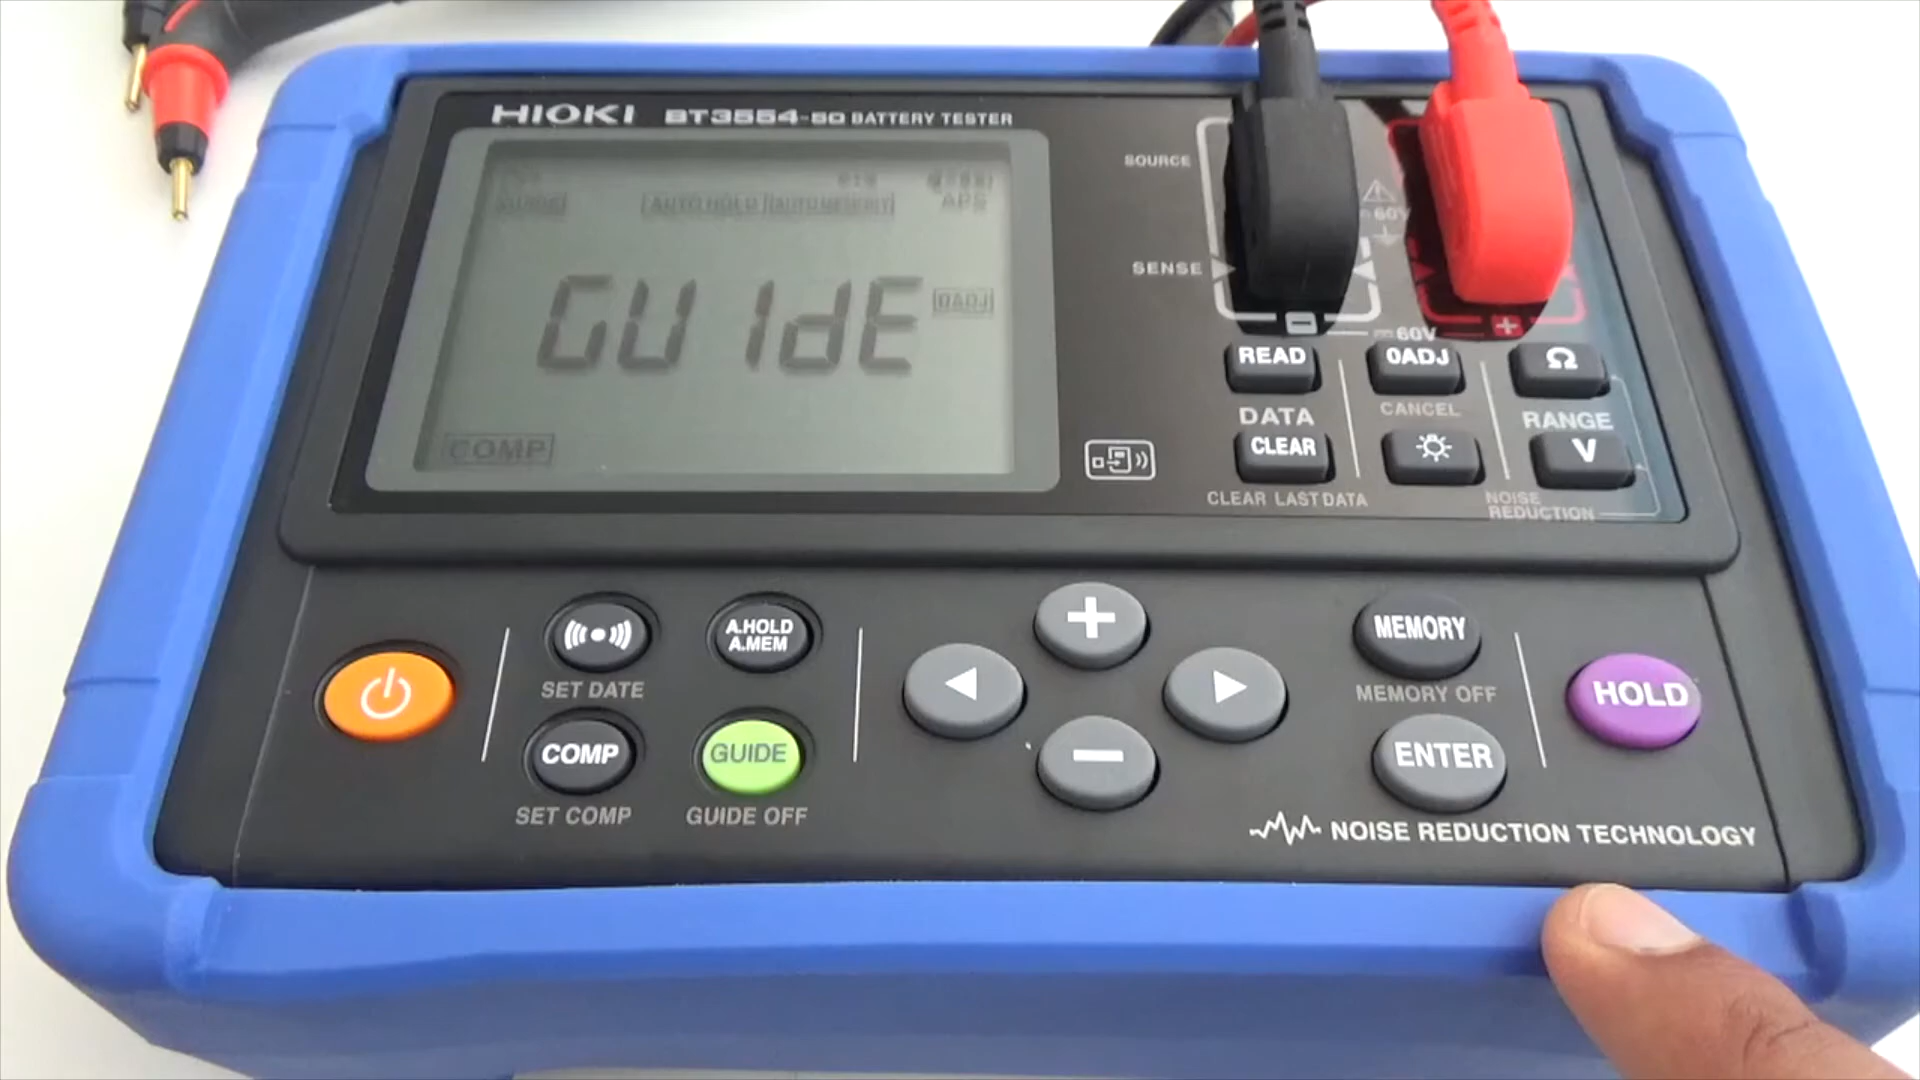 HIOKI BT3554-50 BATTERY TESTER
AUTO HOLD AUTO MEMORY
APS
GUIdE
0ADJ
COMP
SOURCE
SENSE
60V
60V
READ
0ADJ
Ω
DATA
CANCEL
RANGE
CLEAR
V
CLEAR LAST DATA
NOISE
REDUCTION
A.HOLD
A.MEM
MEMORY
SET DATE
MEMORY OFF
HOLD
COMP
GUIDE
ENTER
SET COMP
GUIDE OFF
NOISE REDUCTION TECHNOLOGY